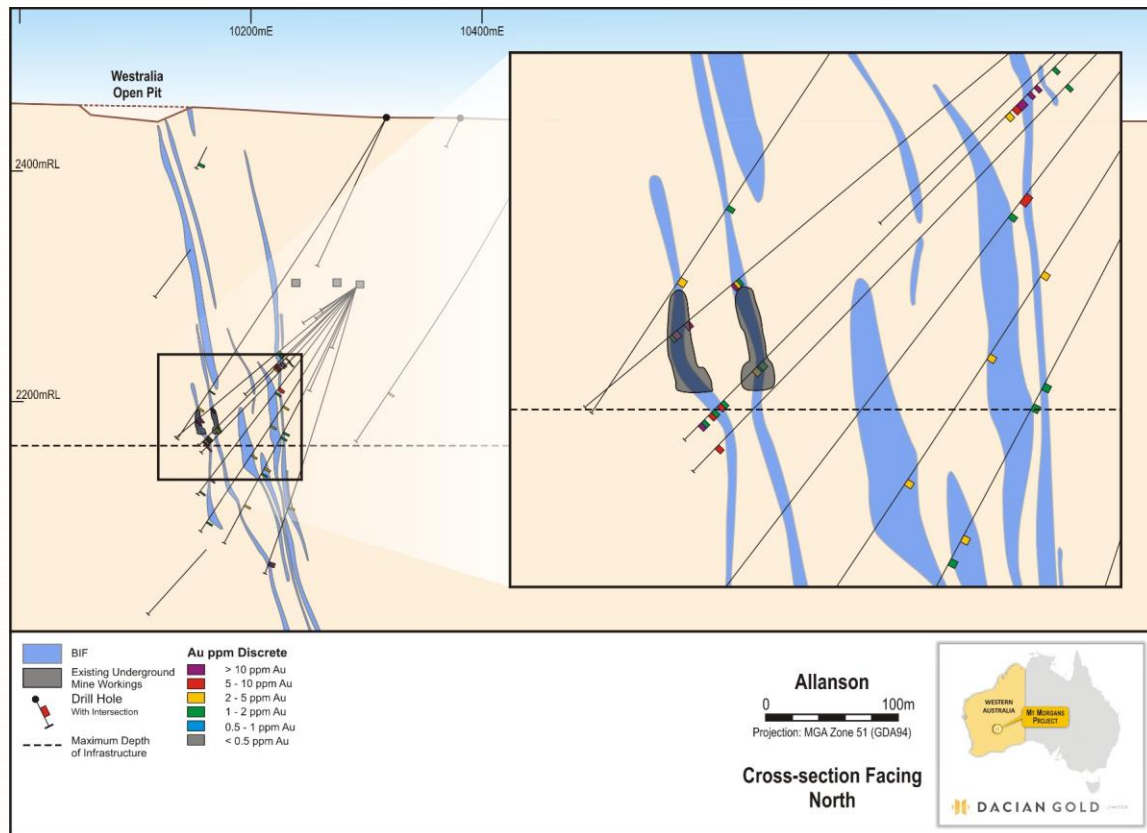 10200mE
10400mE
Westralia
Open Pit
2400mRL
2200mRL
BIF
Existing Underground
Mine Workings
Drill Hole
With Intersection
Maximum Depth
of Infrastructure
Au ppm Discrete
> 10 ppm Au
5 - 10 ppm Au
2 - 5 ppm Au
1 - 2 ppm Au
0.5 - 1 ppm Au
< 0.5 ppm Au
Allanson
0 100m
Projection: MGA Zone 51 (GDA94)
Cross-section Facing
North
WESTERN
AUSTRALIA
MT MORGANS
PROJECT
DACIAN GOLD LIMITED